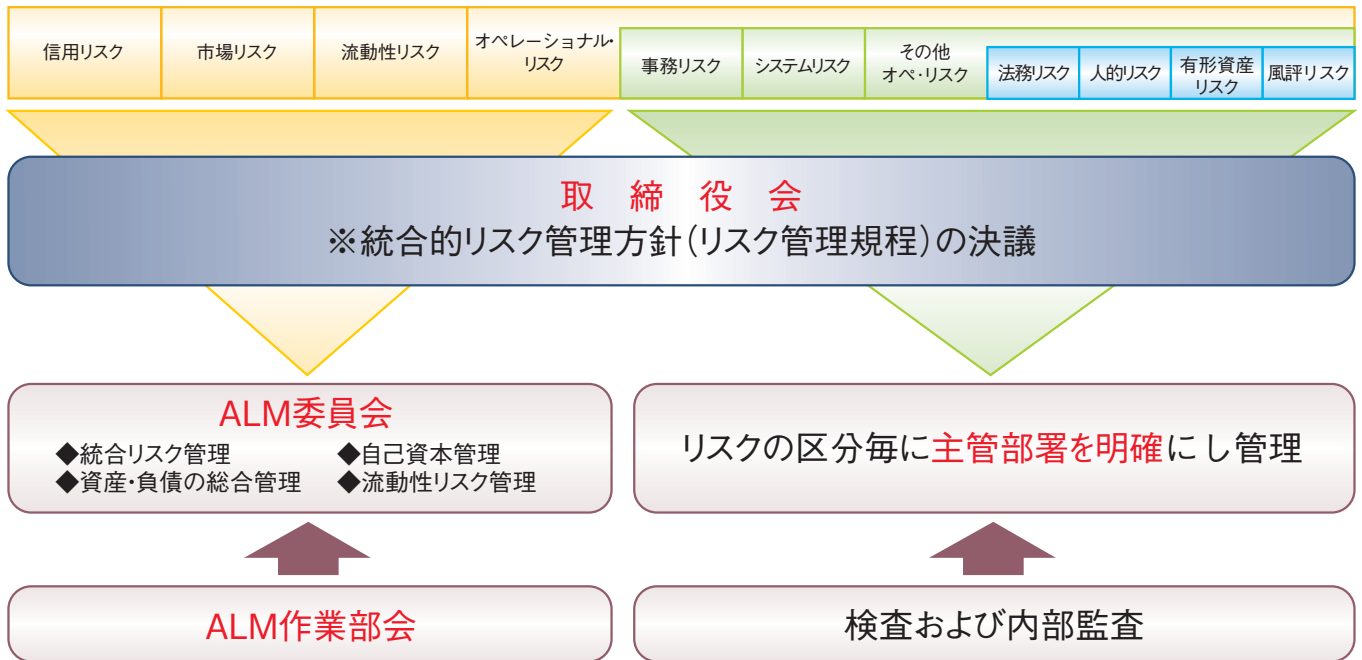 信用リスク
市場リスク
流動性リスク
オペレーショナル・
リスク
事務リスク
システムリスク
その他
オペ・リスク
法務リスク
人的リスク
有形資産
リスク
風評リスク
取締役会
※統合的リスク管理方針(リスク管理規程)の決議
ALM委員会
◆統合リスク管理
◆自己資本管理
◆資産・負債の総合管理
◆流動性リスク管理
リスクの区分毎に主管部署を明確にし管理
ALM作業部会
検査および内部監査